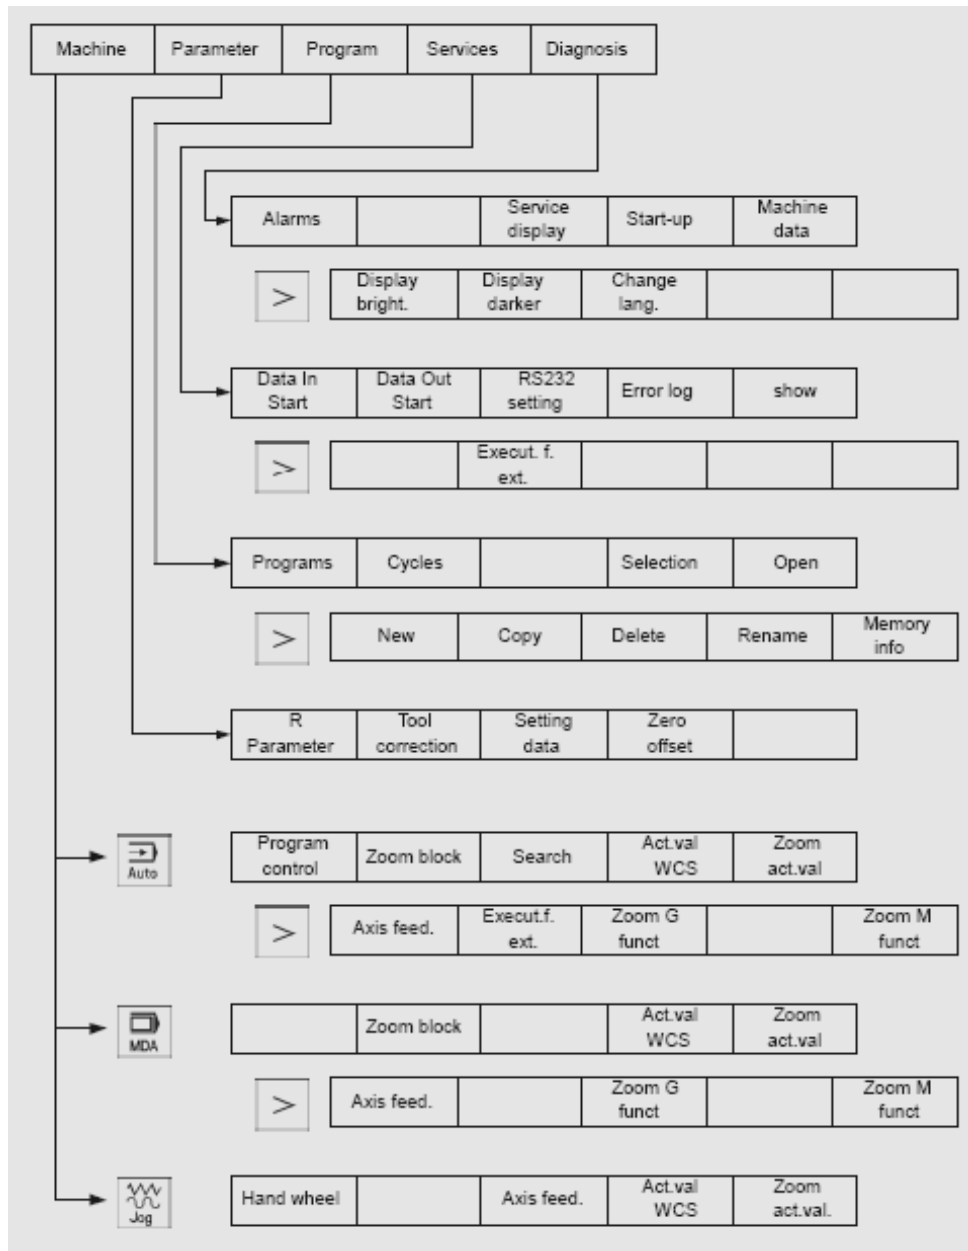 Machine Parameter Program Services Diagnosis
Alarms Service display Start-up Machine data
> Display bright. Display darker Change lang.
Data In Start Data Out Start RS232 setting Error log show
> Execut. f. ext.
Programs Cycles Selection Open
> New Copy Delete Rename Memory info
R Parameter Tool correction Setting data Zero offset
Auto Program control Zoom block Search Act.val WCS Zoom act.val
> Axis feed. Execut.f. ext. Zoom G funct Zoom M funct
MDA Zoom block Act.val WCS Zoom act.val
> Axis feed. Zoom G funct Zoom M funct
Jog Hand wheel Axis feed. Act.val WCS Zoom act.val.